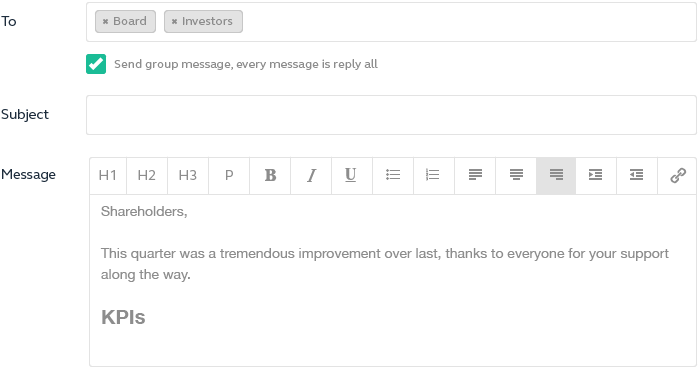 To
× Board × Investors
Send group message, every message is reply all
Subject
Message
H1 H2 H3 P B I U
Shareholders,
This quarter was a tremendous improvement over last, thanks to everyone for your support
along the way.
KPIs